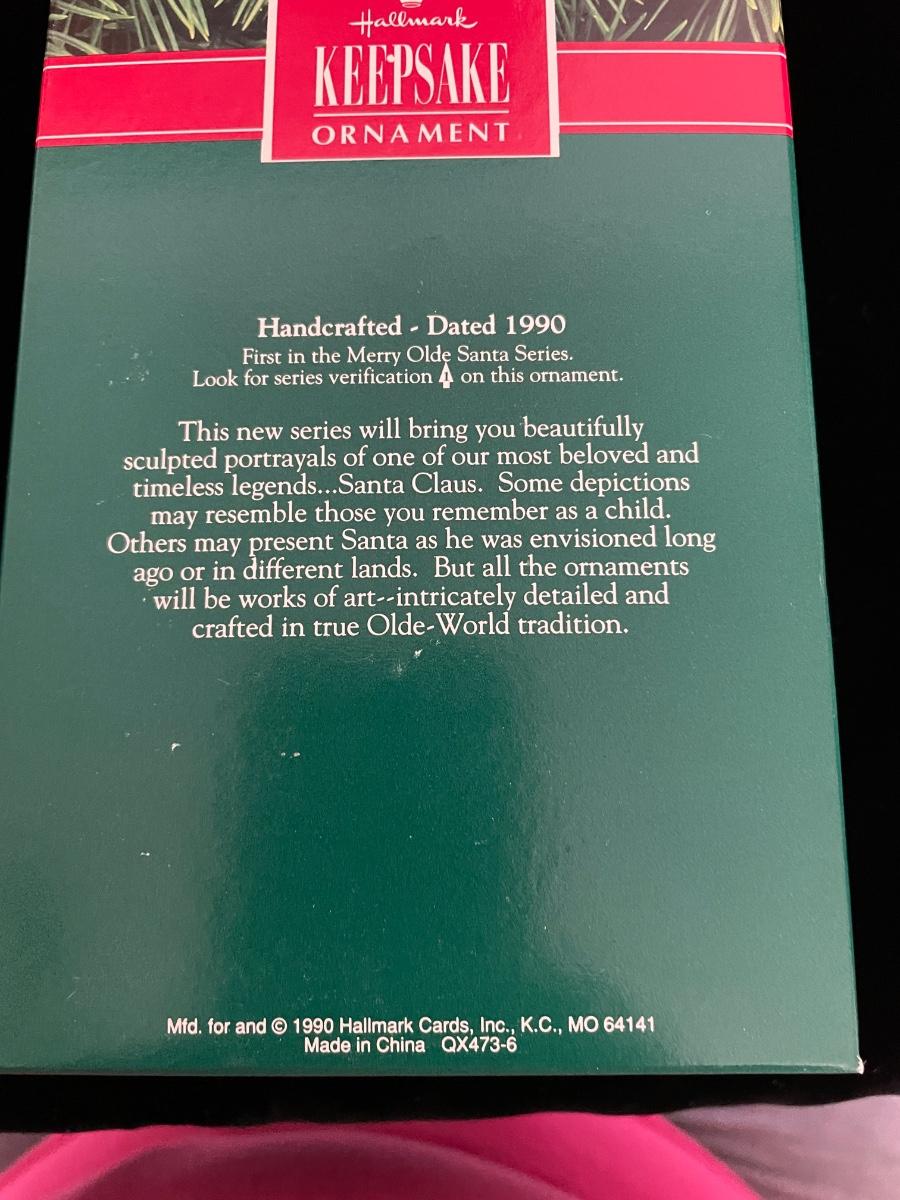 Hallmark
KEEPSAKE
ORNAMENT
Handcrafted - Dated 1990
First in the Merry Olde Santa Series.
Look for series verification 1 on this ornament.
This new series will bring you beautifully
sculpted portrayals of one of our most beloved and
timeless legends...Santa Claus. Some depictions
may resemble those you remember as a child.
Others may present Santa as he was envisioned long
ago or in different lands. But all the ornaments
will be works of art--intricately detailed and
crafted in true Olde-World tradition.
Mfd. for and © 1990 Hallmark Cards, Inc., K.C., MO 64141
Made in China QX473-6